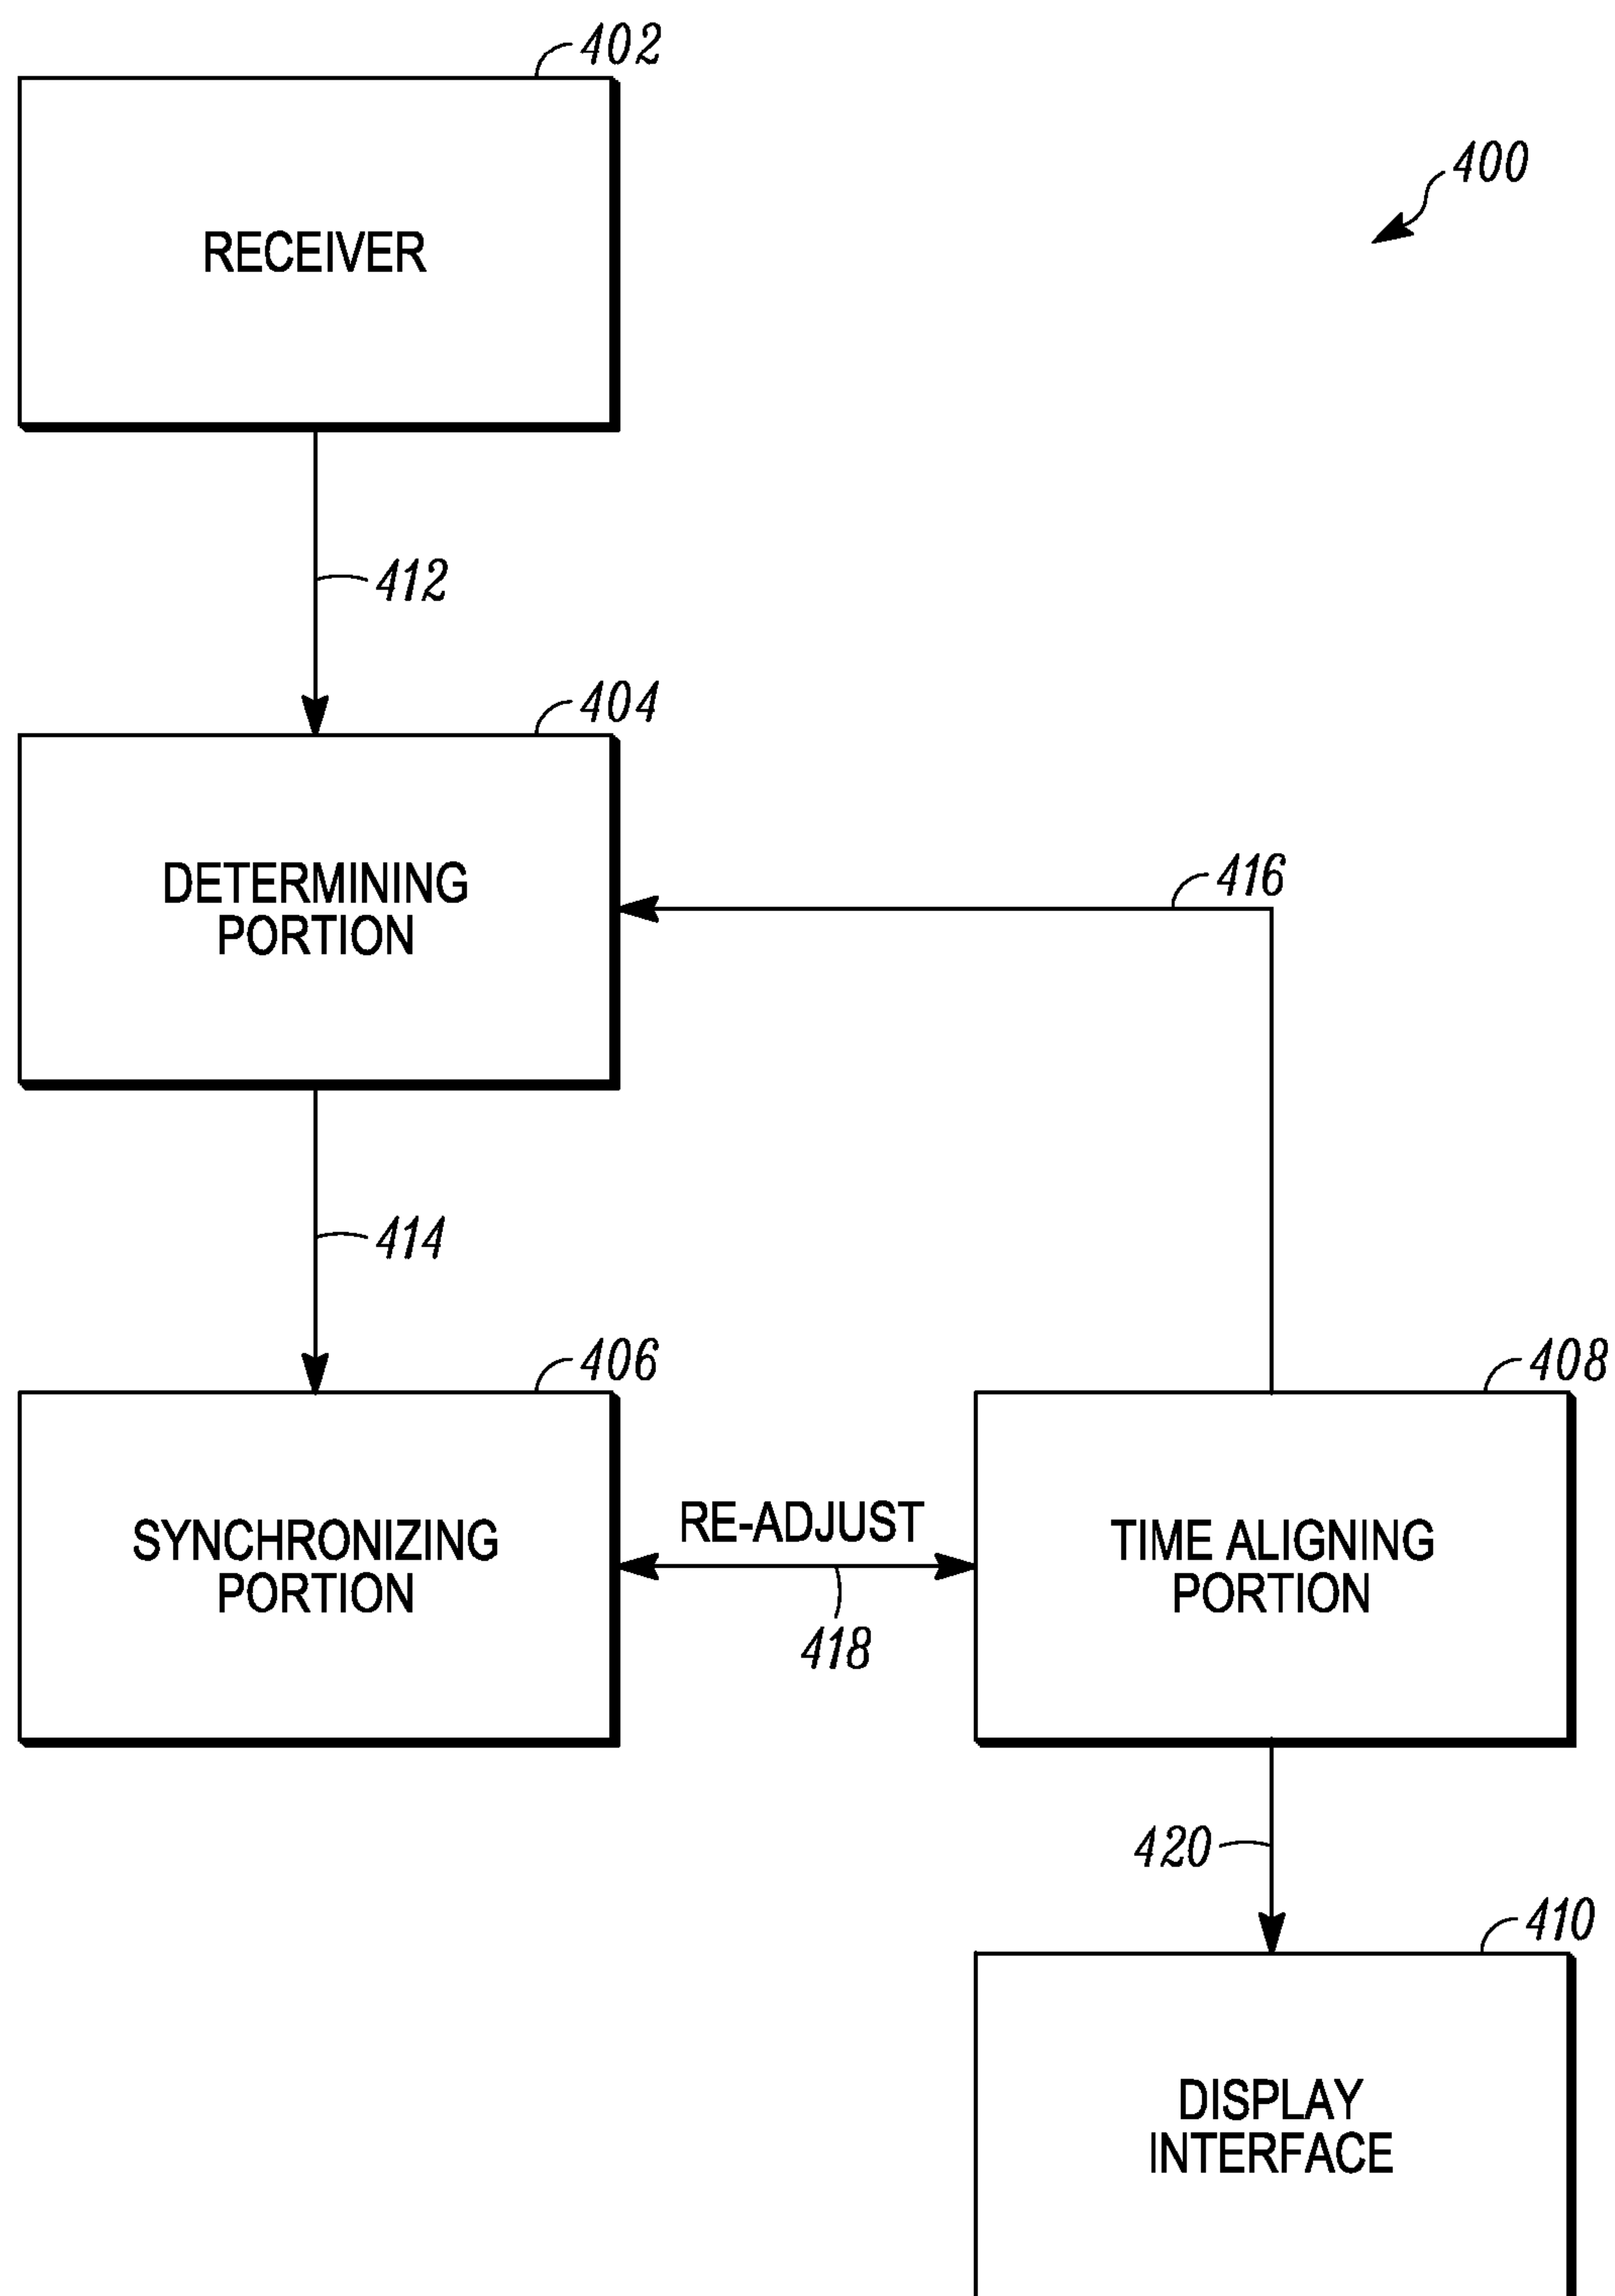 402
400
RECEIVER
412
404
DETERMINING
PORTION
416
414
406
408
SYNCHRONIZING
PORTION
RE-ADJUST
418
TIME ALIGNING
PORTION
420
410
DISPLAY
INTERFACE